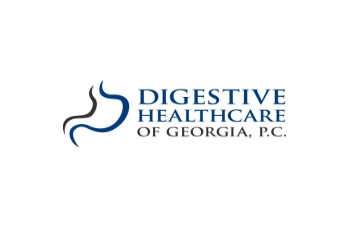 DIGESTIVE
HEALTHCARE
OF GEORGIA, P.C.